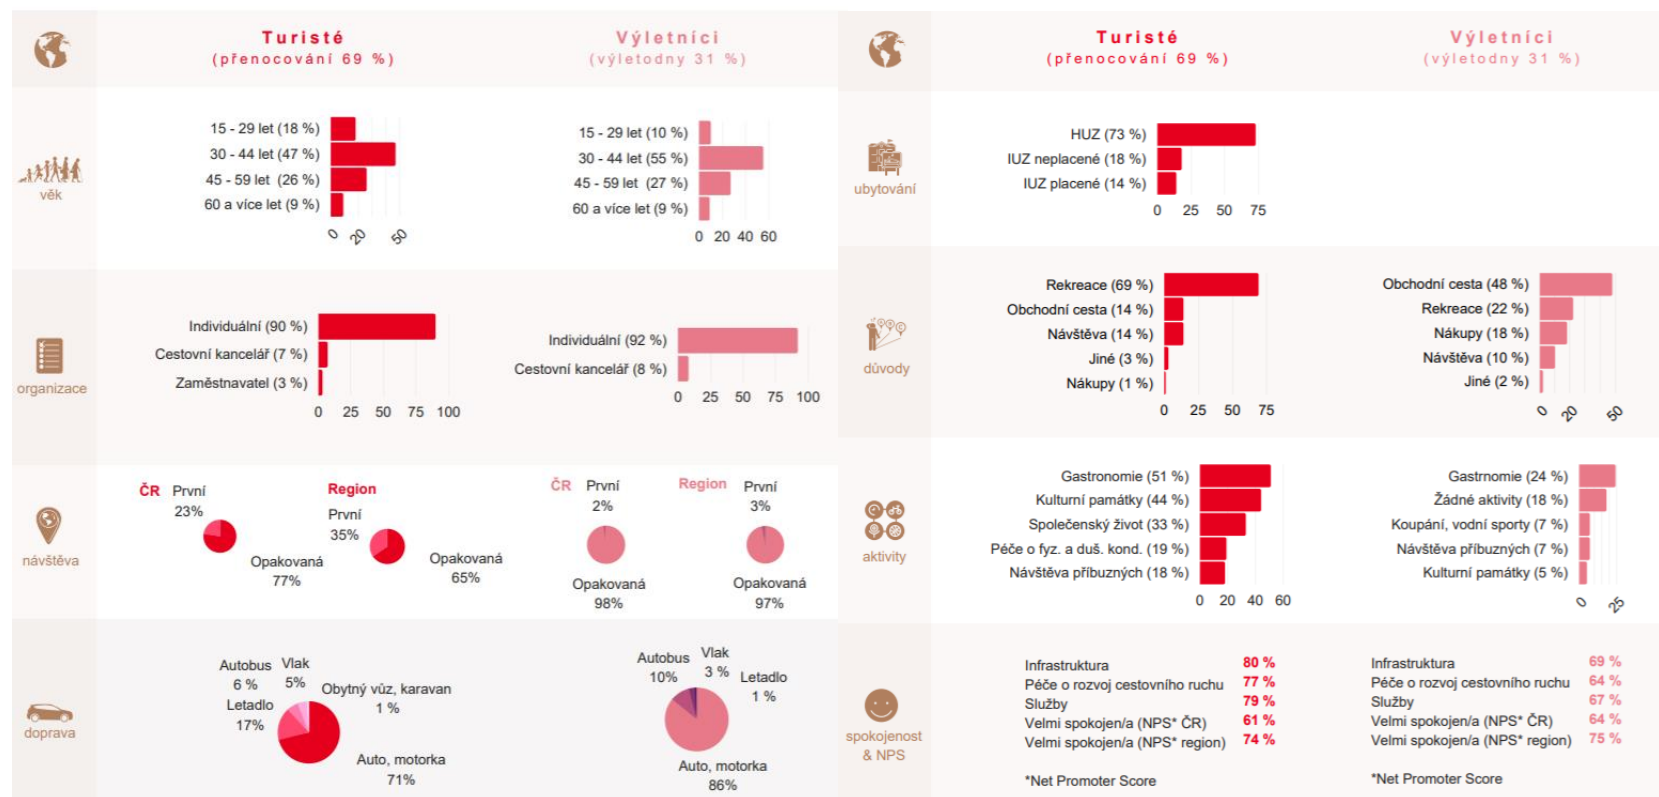 Turisté
(přenocování 69 %)
Výletníci
(výletodny 31 %)
věk
15 - 29 let (18 %)
30 - 44 let (47 %)
45 - 59 let (26 %)
60 a více let (9 %)
0 20 50
15 - 29 let (10 %)
30 - 44 let (55 %)
45 - 59 let (27 %)
60 a více let (9 %)
0 20 40 60
organizace
Individuální (90 %)
Cestovní kancelář (7 %)
Zaměstnavatel (3 %)
0 25 50 75 100
Individuální (92 %)
Cestovní kancelář (8 %)
0 25 50 75 100
návštěva
ČR
První
23%
Opakovaná
77%
Region
První
35%
Opakovaná
65%
ČR
První
2%
Opakovaná
98%
Region
První
3%
Opakovaná
97%
doprava
Autobus
6 %
Vlak
5%
Obytný vůz, karavan
1 %
Letadlo
17%
Auto, motorka
71%
Autobus
10%
Vlak
3 %
Letadlo
1 %
Auto, motorka
86%
Turisté
(přenocování 69 %)
Výletníci
(výletodny 31 %)
ubytování
HUZ (73 %)
IUZ neplacené (18 %)
IUZ placené (14 %)
0 25 50 75
důvody
Rekreace (69 %)
Obchodní cesta (14 %)
Návštěva (14 %)
Jiné (3 %)
Nákupy (1 %)
0 25 50 75
Obchodní cesta (48 %)
Rekreace (22 %)
Nákupy (18 %)
Návštěva (10 %)
Jiné (2 %)
0 20 50
aktivity
Gastronomie (51 %)
Kulturní památky (44 %)
Společenský život (33 %)
Péče o fyz. a duš. kond. (19 %)
Návštěva příbuzných (18 %)
0 20 40 60
Gastrnomie (24 %)
Žádné aktivity (18 %)
Koupání, vodní sporty (7 %)
Návštěva příbuzných (7 %)
Kulturní památky (5 %)
0 25
spokojenost
& NPS
Infrastruktura 80 %
Péče o rozvoj cestovního ruchu 77 %
Služby 79 %
Velmi spokojen/a (NPS* ČR) 61 %
Velmi spokojen/a (NPS* region) 74 %
*Net Promoter Score
Infrastruktura 69 %
Péče o rozvoj cestovního ruchu 64 %
Služby 67 %
Velmi spokojen/a (NPS* ČR) 64 %
Velmi spokojen/a (NPS* region) 75 %
*Net Promoter Score